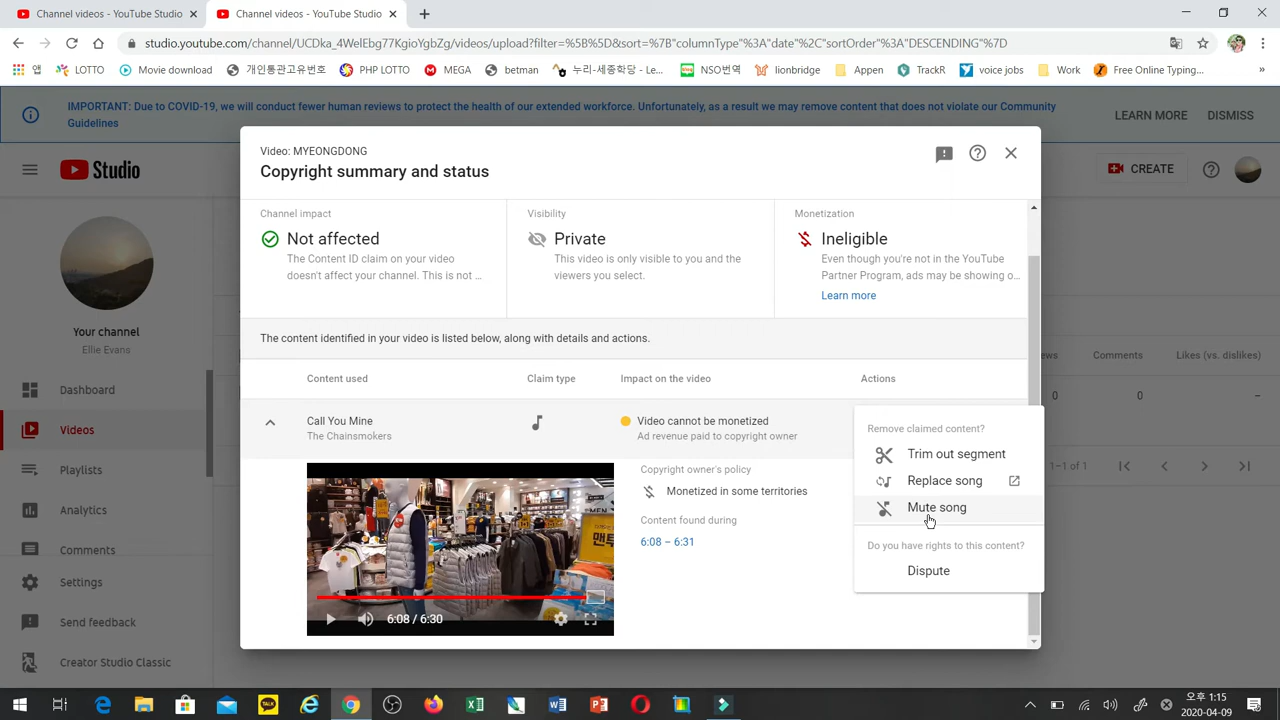 Channel videos - YouTube Studio
Channel videos - YouTube Studio
studio.youtube.com/channel/UCDka_4WelEbg77KgioYgbZg/videos/upload?filter=%5B%5D&sort=%7B"columnType"%3A"date"%2C"sortOrder"%3A"DESCENDING"%7D
앱
LOTTO
Movie download
개인통관고유번호
PHP LOTTO
MEGA
betman
누리-세종학당 - Le...
NSO번역
lionbridge
Appen
TrackR
voice jobs
Work
Free Online Typing...
»
IMPORTANT: Due to COVID-19, we will conduct fewer human reviews to protect the health of our extended workforce. Unfortunately, as a result we may remove content that does not violate our Community
Guidelines
LEARN MORE
DISMISS
Studio
CREATE
Your channel
Ellie Evans
Dashboard
Videos
Playlists
Analytics
Comments
Settings
Send feedback
Creator Studio Classic
Video: MYEONGDONG
Copyright summary and status
Channel impact
Not affected
The Content ID claim on your video
doesn't affect your channel. This is not ...
Visibility
Private
This video is only visible to you and the
viewers you select.
Monetization
Ineligible
Even though you're not in the YouTube
Partner Program, ads may be showing o...
Learn more
The content identified in your video is listed below, along with details and actions.
Content used
Claim type
Impact on the video
Actions
Call You Mine
The Chainsmokers
Video cannot be monetized
Ad revenue paid to copyright owner
Copyright owner's policy
Monetized in some territories
Content found during
6:08 – 6:31
MEN
맨투
6:08 / 6:30
Remove claimed content?
Trim out segment
Replace song
Mute song
Do you have rights to this content?
Dispute
ews
Comments
Likes (vs. dislikes)
0
0
–
1–1 of 1
TALK
오후 1:15
2020-04-09